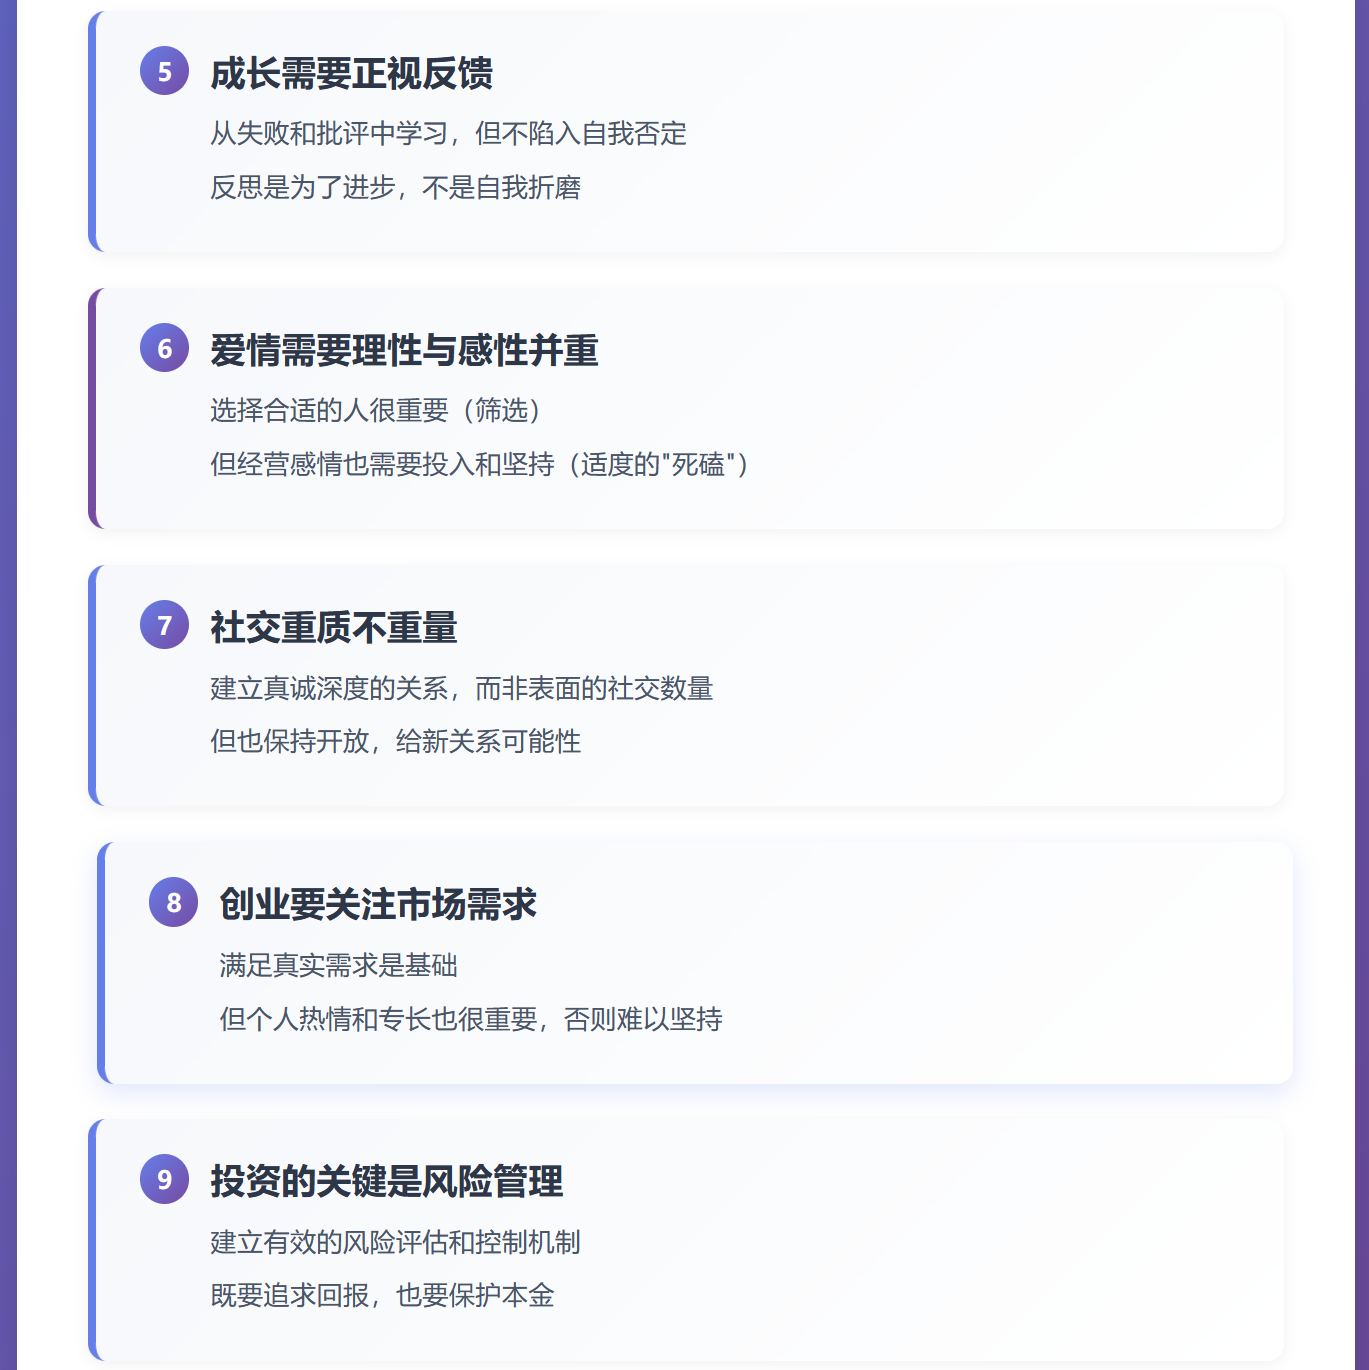 5 成长需要正视反馈
从失败和批评中学习，但不陷入自我否定
反思是为了进步，不是自我折磨
6 爱情需要理性与感性并重
选择合适的人很重要（筛选）
但经营感情也需要投入和坚持（适度的"死磕"）
7 社交重质不重量
建立真诚深度的关系，而非表面的社交数量
但也保持开放，给新关系可能性
8 创业要关注市场需求
满足真实需求是基础
但个人热情和专长也很重要，否则难以坚持
9 投资的关键是风险管理
建立有效的风险评估和控制机制
既要追求回报，也要保护本金